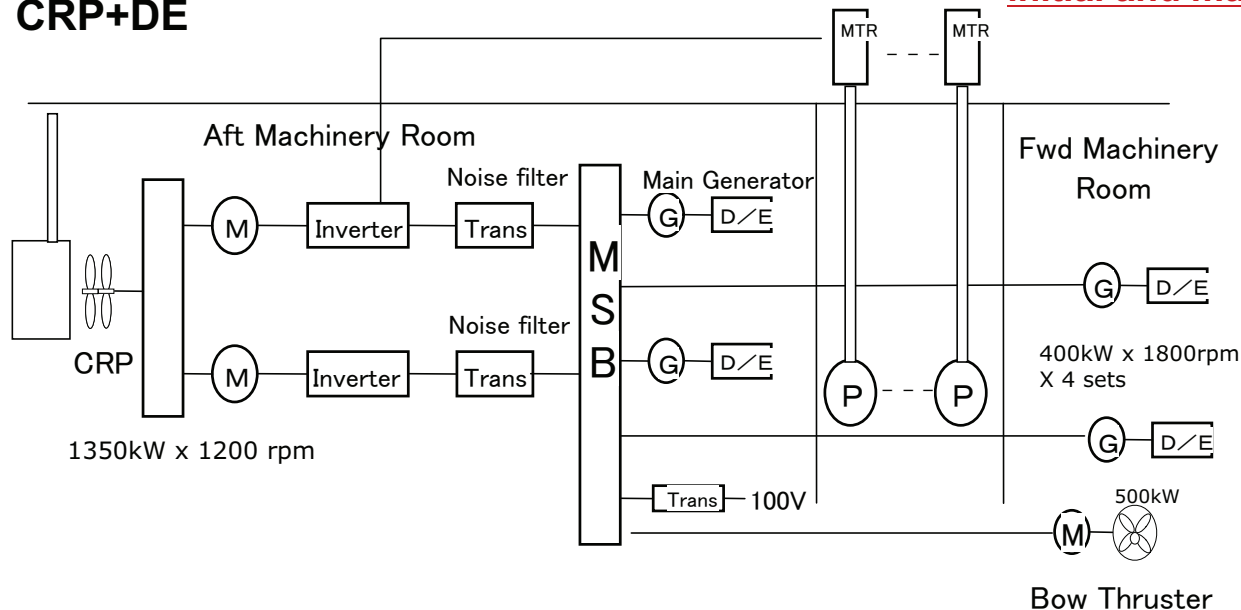 CRP+DE
MTR
MTR
Aft Machinery Room
Fwd Machinery
Room
Noise filter
Main Generator
M
Inverter
Trans
G
D/E
M
S
B
G
D/E
Noise filter
CRP
M
Inverter
Trans
G
D/E
P
P
400kW x 1800rpm
X 4 sets
1350kW x 1200 rpm
G
D/E
Trans
100V
500kW
M
Bow Thruster